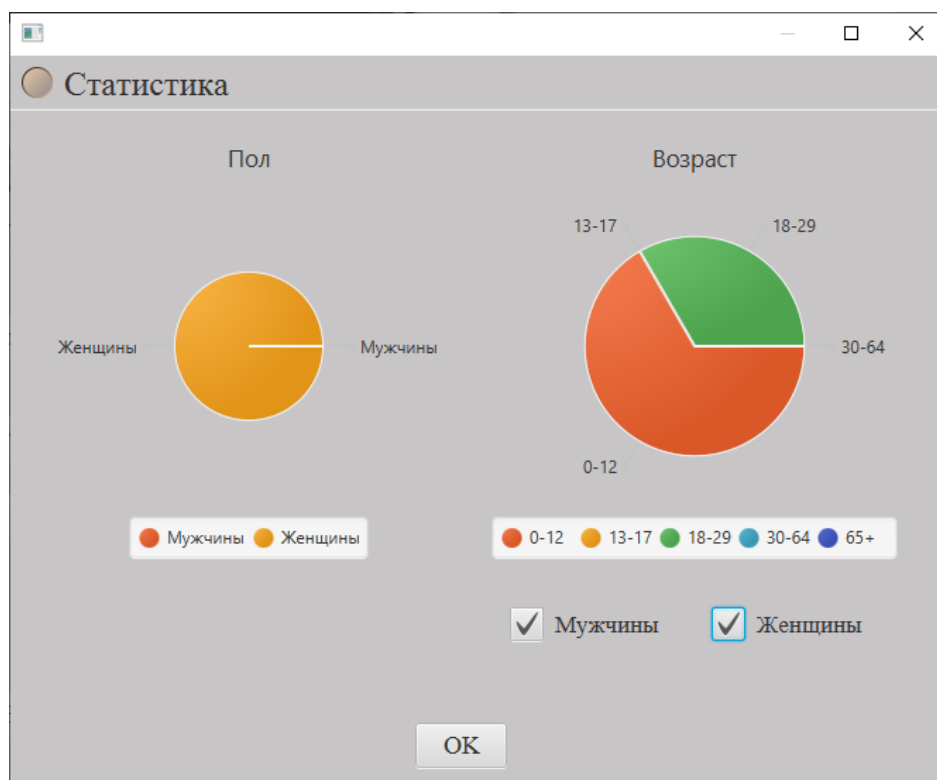 Статистика
Пол
Возраст
13-17
18-29
Женщины
Мужчины
30-64
0-12
Мужчины Женщины
0-12 13-17 18-29 30-64 65+
Мужчины Женщины
OK